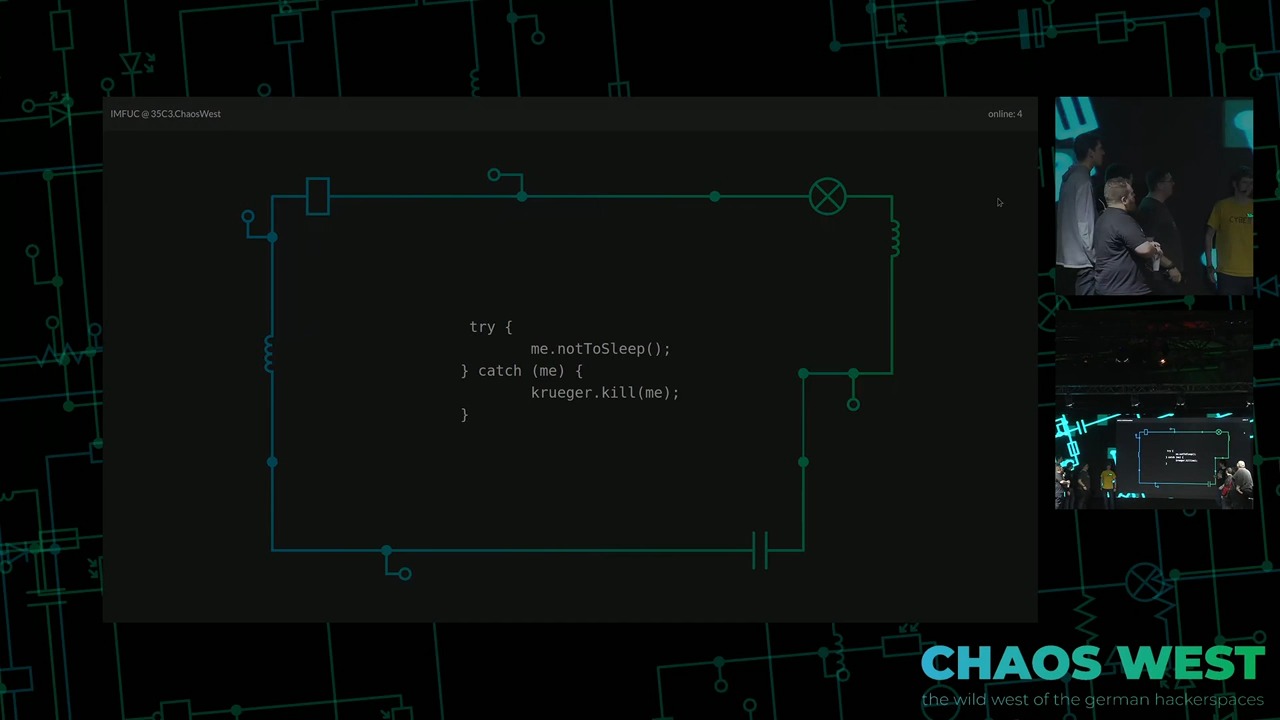 IMFUC @ 35C3.ChaosWest
online: 4
try {
me.notToSleep();
} catch (me) {
krueger.kill(me);
}
CHAOS WEST
the wild west of the german hackerspaces